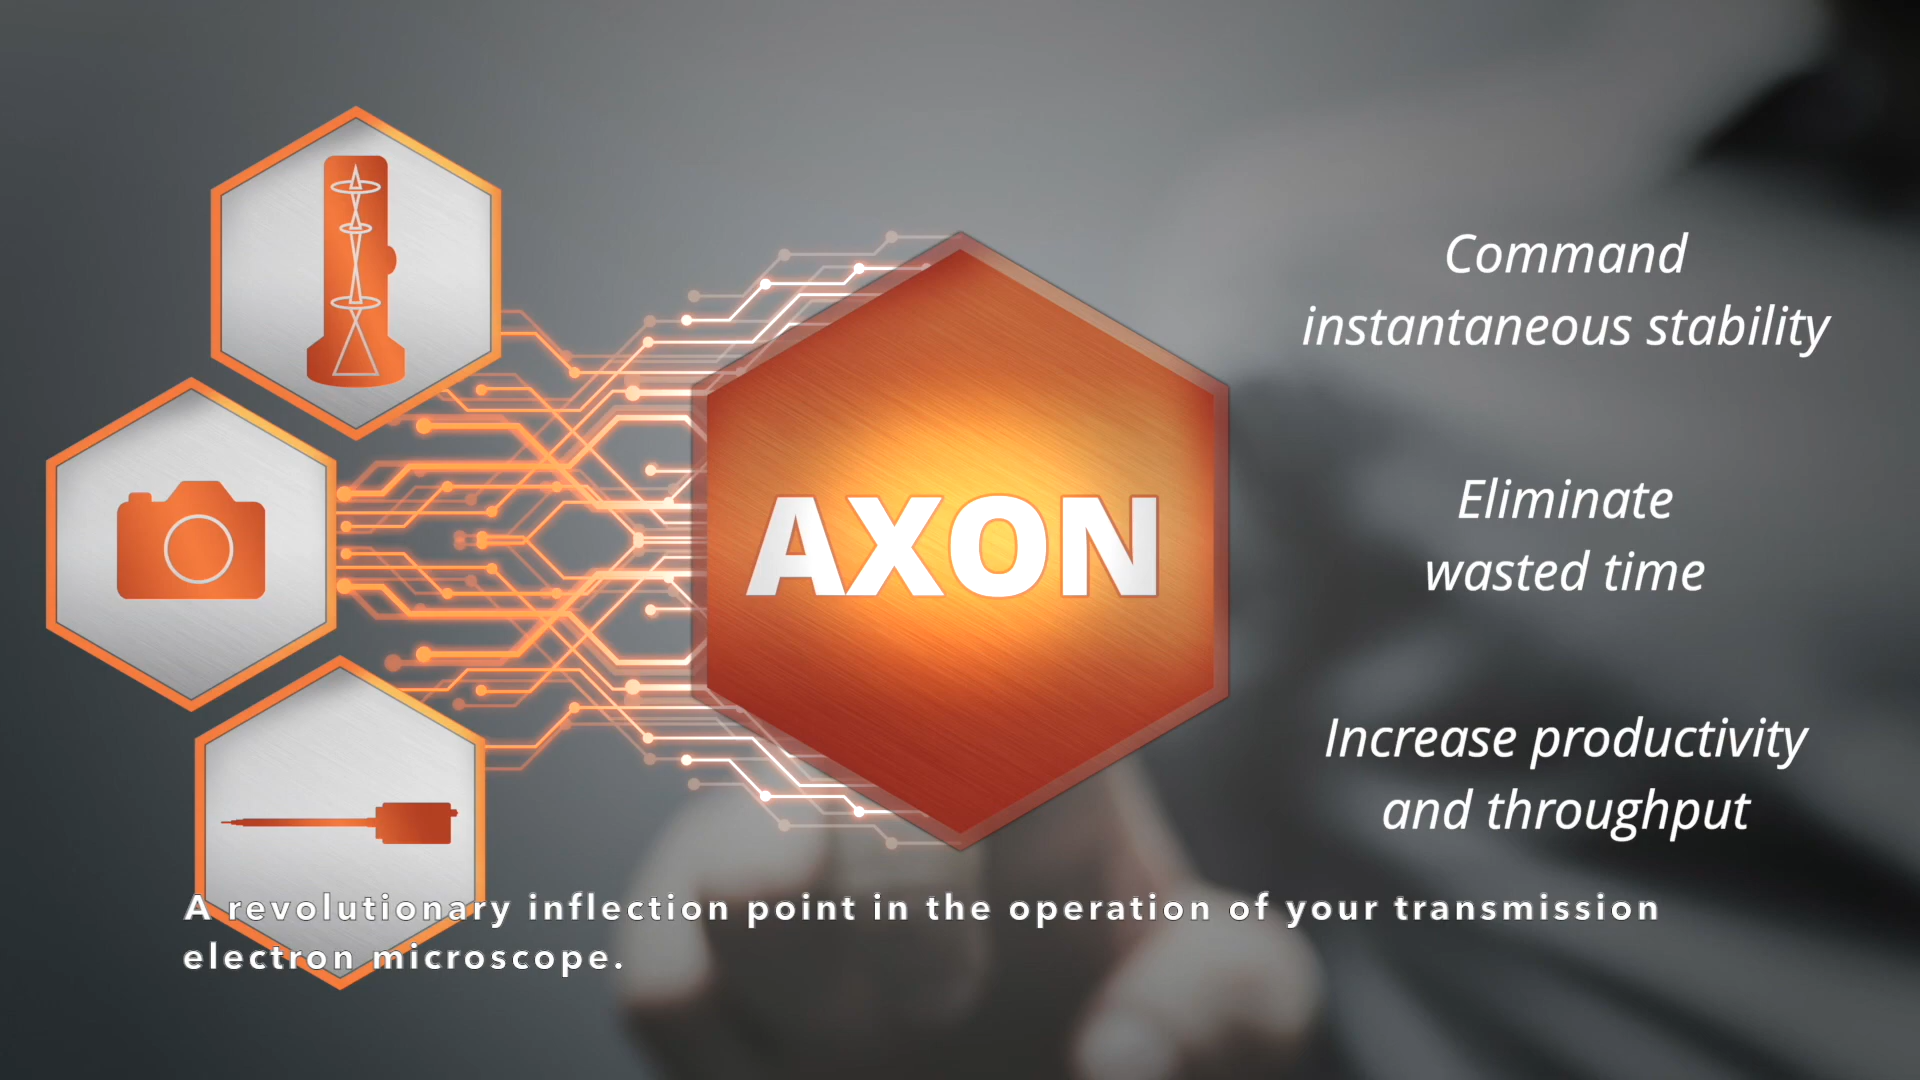 AXON
Command
instantaneous stability
Eliminate
wasted time
Increase productivity
and throughput
A revolutionary inflection point in the operation of your transmission
electron microscope.